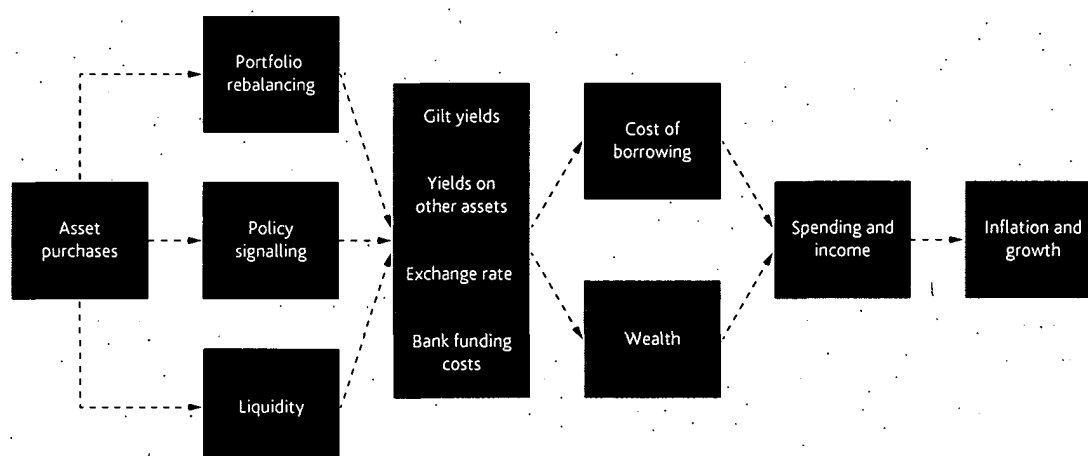 Portfolio
rebalancing
Gilt yields
Cost of
borrowing
Yields on
other assets
Asset
purchases
Policy
signalling
Spending and
income
Inflation and
growth
Exchange rate
Bank funding
costs
Wealth
Liquidity